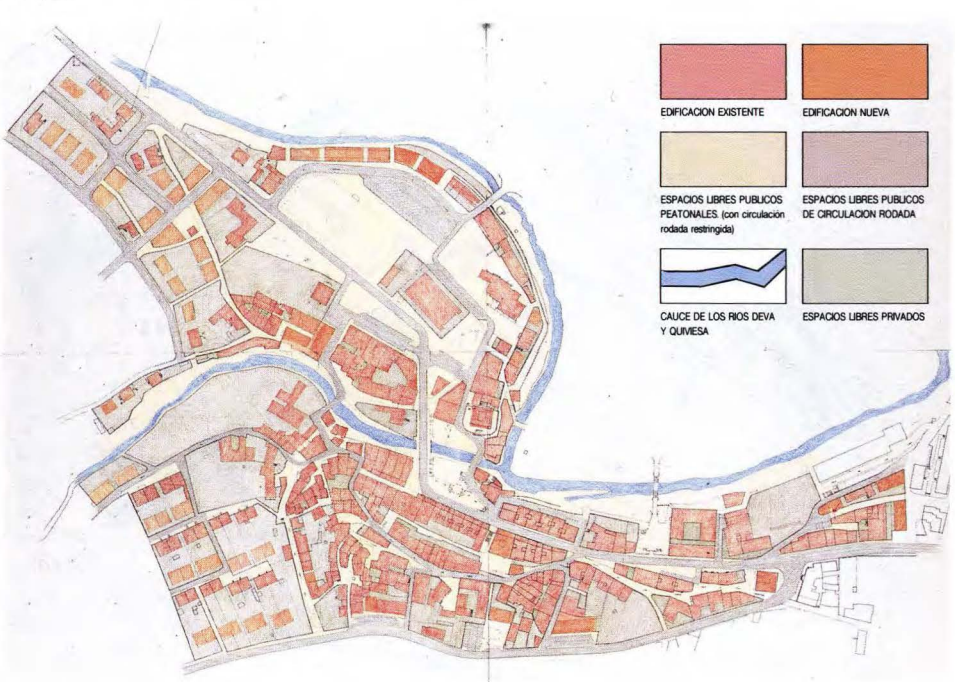 EDIFICACION EXISTENTE
EDIFICACION NUEVA
ESPACIOS LIBRES PUBLICOS
PEATONALES. (con circulación
rodada restringida)
ESPACIOS LIBRES PUBLICOS
DE CIRCULACION RODADA
CAUCE DE LOS RIOS DEVA
Y QUIVIESA
ESPACIOS LIBRES PRIVADOS